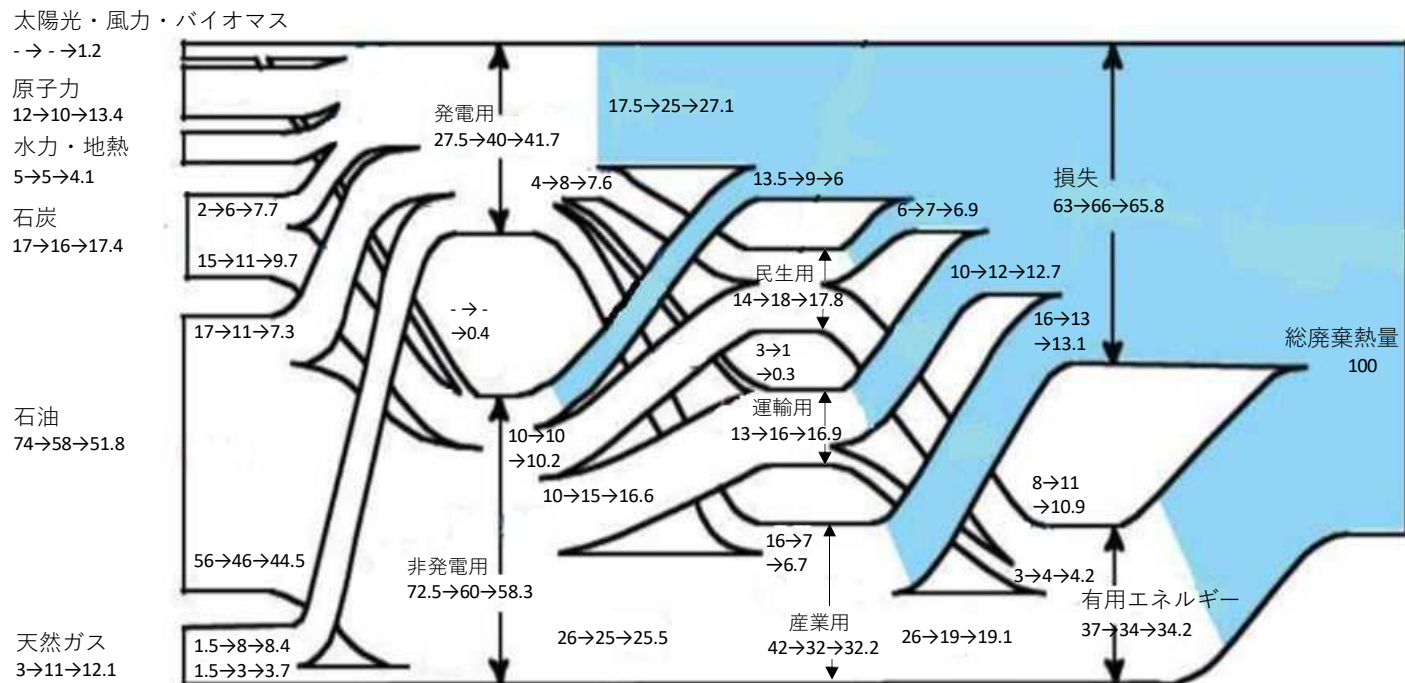 太陽光・風力・バイオマス
- → - →1.2
原子力
12→10→13.4
水力・地熱
5→5→4.1
石炭
17→16→17.4
石油
74→58→51.8
天然ガス
3→11→12.1
2→6→7.7
15→11→9.7
17→11→7.3
56→46→44.5
1.5→8→8.4
1.5→3→3.7
発電用
27.5→40→41.7
- → -
→0.4
非発電用
72.5→60→58.3
17.5→25→27.1
4→8→7.6
13.5→9→6
10→10
→10.2
10→15→16.6
26→25→25.5
民生用
14→18→17.8
3→1
→0.3
運輸用
13→16→16.9
16→7
→6.7
産業用
42→32→32.2
6→7→6.9
10→12→12.7
16→13
→13.1
26→19→19.1
3→4→4.2
8→11
→10.9
損失
63→66→65.8
有用エネルギー
37→34→34.2
総廃棄熱量
100